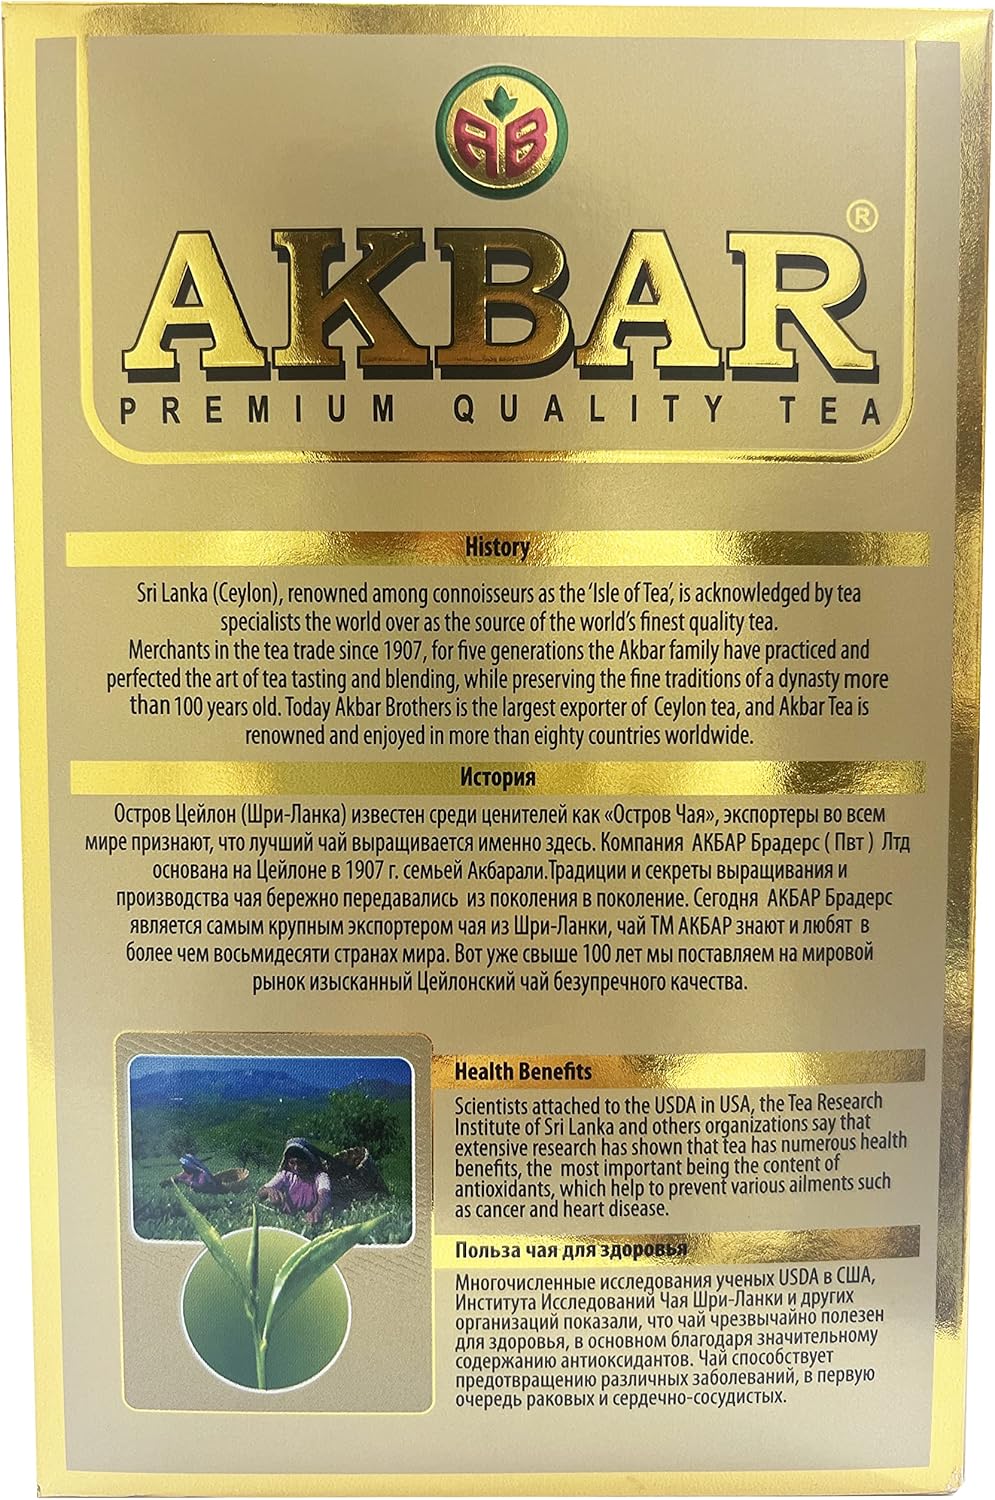 AB
AKBAR®
PREMIUM QUALITY TEA
History
Sri Lanka (Ceylon), renowned among connoisseurs as the 'Isle of Tea', is acknowledged by tea
specialists the world over as the source of the world's finest quality tea.
Merchants in the tea trade since 1907, for five generations the Akbar family have practiced and
perfected the art of tea tasting and blending, while preserving the fine traditions of a dynasty more
than 100 years old. Today Akbar Brothers is the largest exporter of Ceylon tea, and Akbar Tea is
renowned and enjoyed in more than eighty countries worldwide.
История
Остров Цейлон (Шри-Ланка) известен среди ценителей как «Остров Чая», экспортеры во всем
мире признают, что лучший чай выращивается именно здесь. Компания АКБАР Брадерс ( Пвт ) Лтд
основана на Цейлоне в 1907 г. семьей Акбарали.Традиции и секреты выращивания и
производства чая бережно передавались из поколения в поколение. Сегодня АКБАР Брадерс
является самым крупным экспортером чая из Шри-Ланки, чай ТМ АКБАР знают и любят в
более чем восьмидесяти странах мира. Вот уже свыше 100 лет мы поставляем на мировой
рынок изысканный Цейлонский чай безупречного качества.
Health Benefits
Scientists attached to the USDA in USA, the Tea Research
Institute of Sri Lanka and others organizations say that
extensive research has shown that tea has numerous health
benefits, the most important being the content of
antioxidants, which help to prevent various ailments such
as cancer and heart disease.
Польза чая для здоровья
Многочисленные исследования ученых USDA в США,
Института Исследований Чая Шри-Ланки и других
организаций показали, что чай чрезвычайно полезен
для здоровья, в основном благодаря значительному
содержанию антиоксидантов. Чай способствует
предотвращению различных заболеваний, в первую
очередь раковых и сердечно-сосудистых.